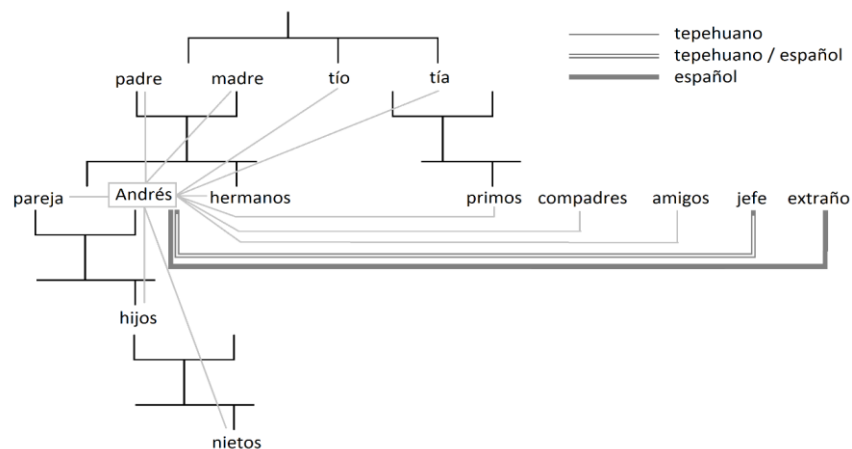 tepehuano
tepehuano / español
español
padre madre tío tía
pareja Andrés hermanos primos compadres amigos jefe extraño
hijos
nietos